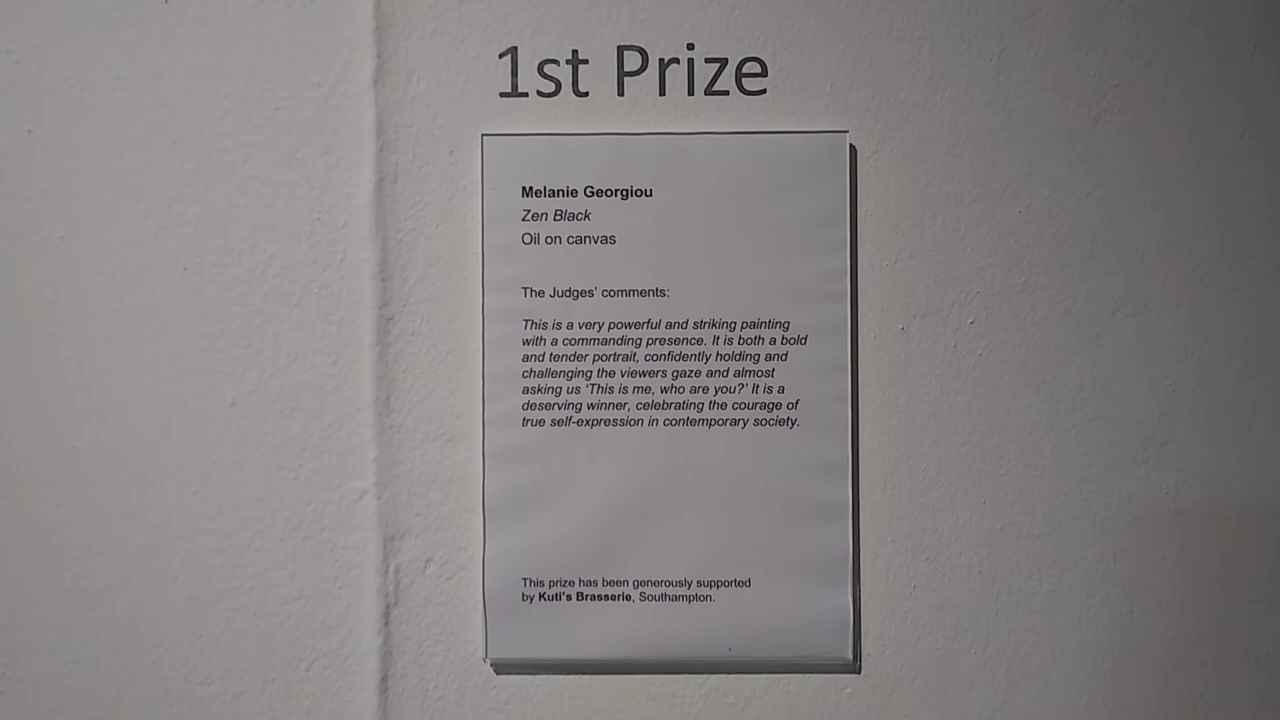 1st Prize
Melanie Georgiou
Zen Black
Oil on canvas
The Judges' comments:
This is a very powerful and striking painting
with a commanding presence. It is both a bold
and tender portrait, confidently holding and
challenging the viewers gaze and almost
asking us ‘This is me, who are you?’ It is a
deserving winner, celebrating the courage of
true self-expression in contemporary society.
This prize has been generously supported
by Kuti's Brasserie, Southampton.